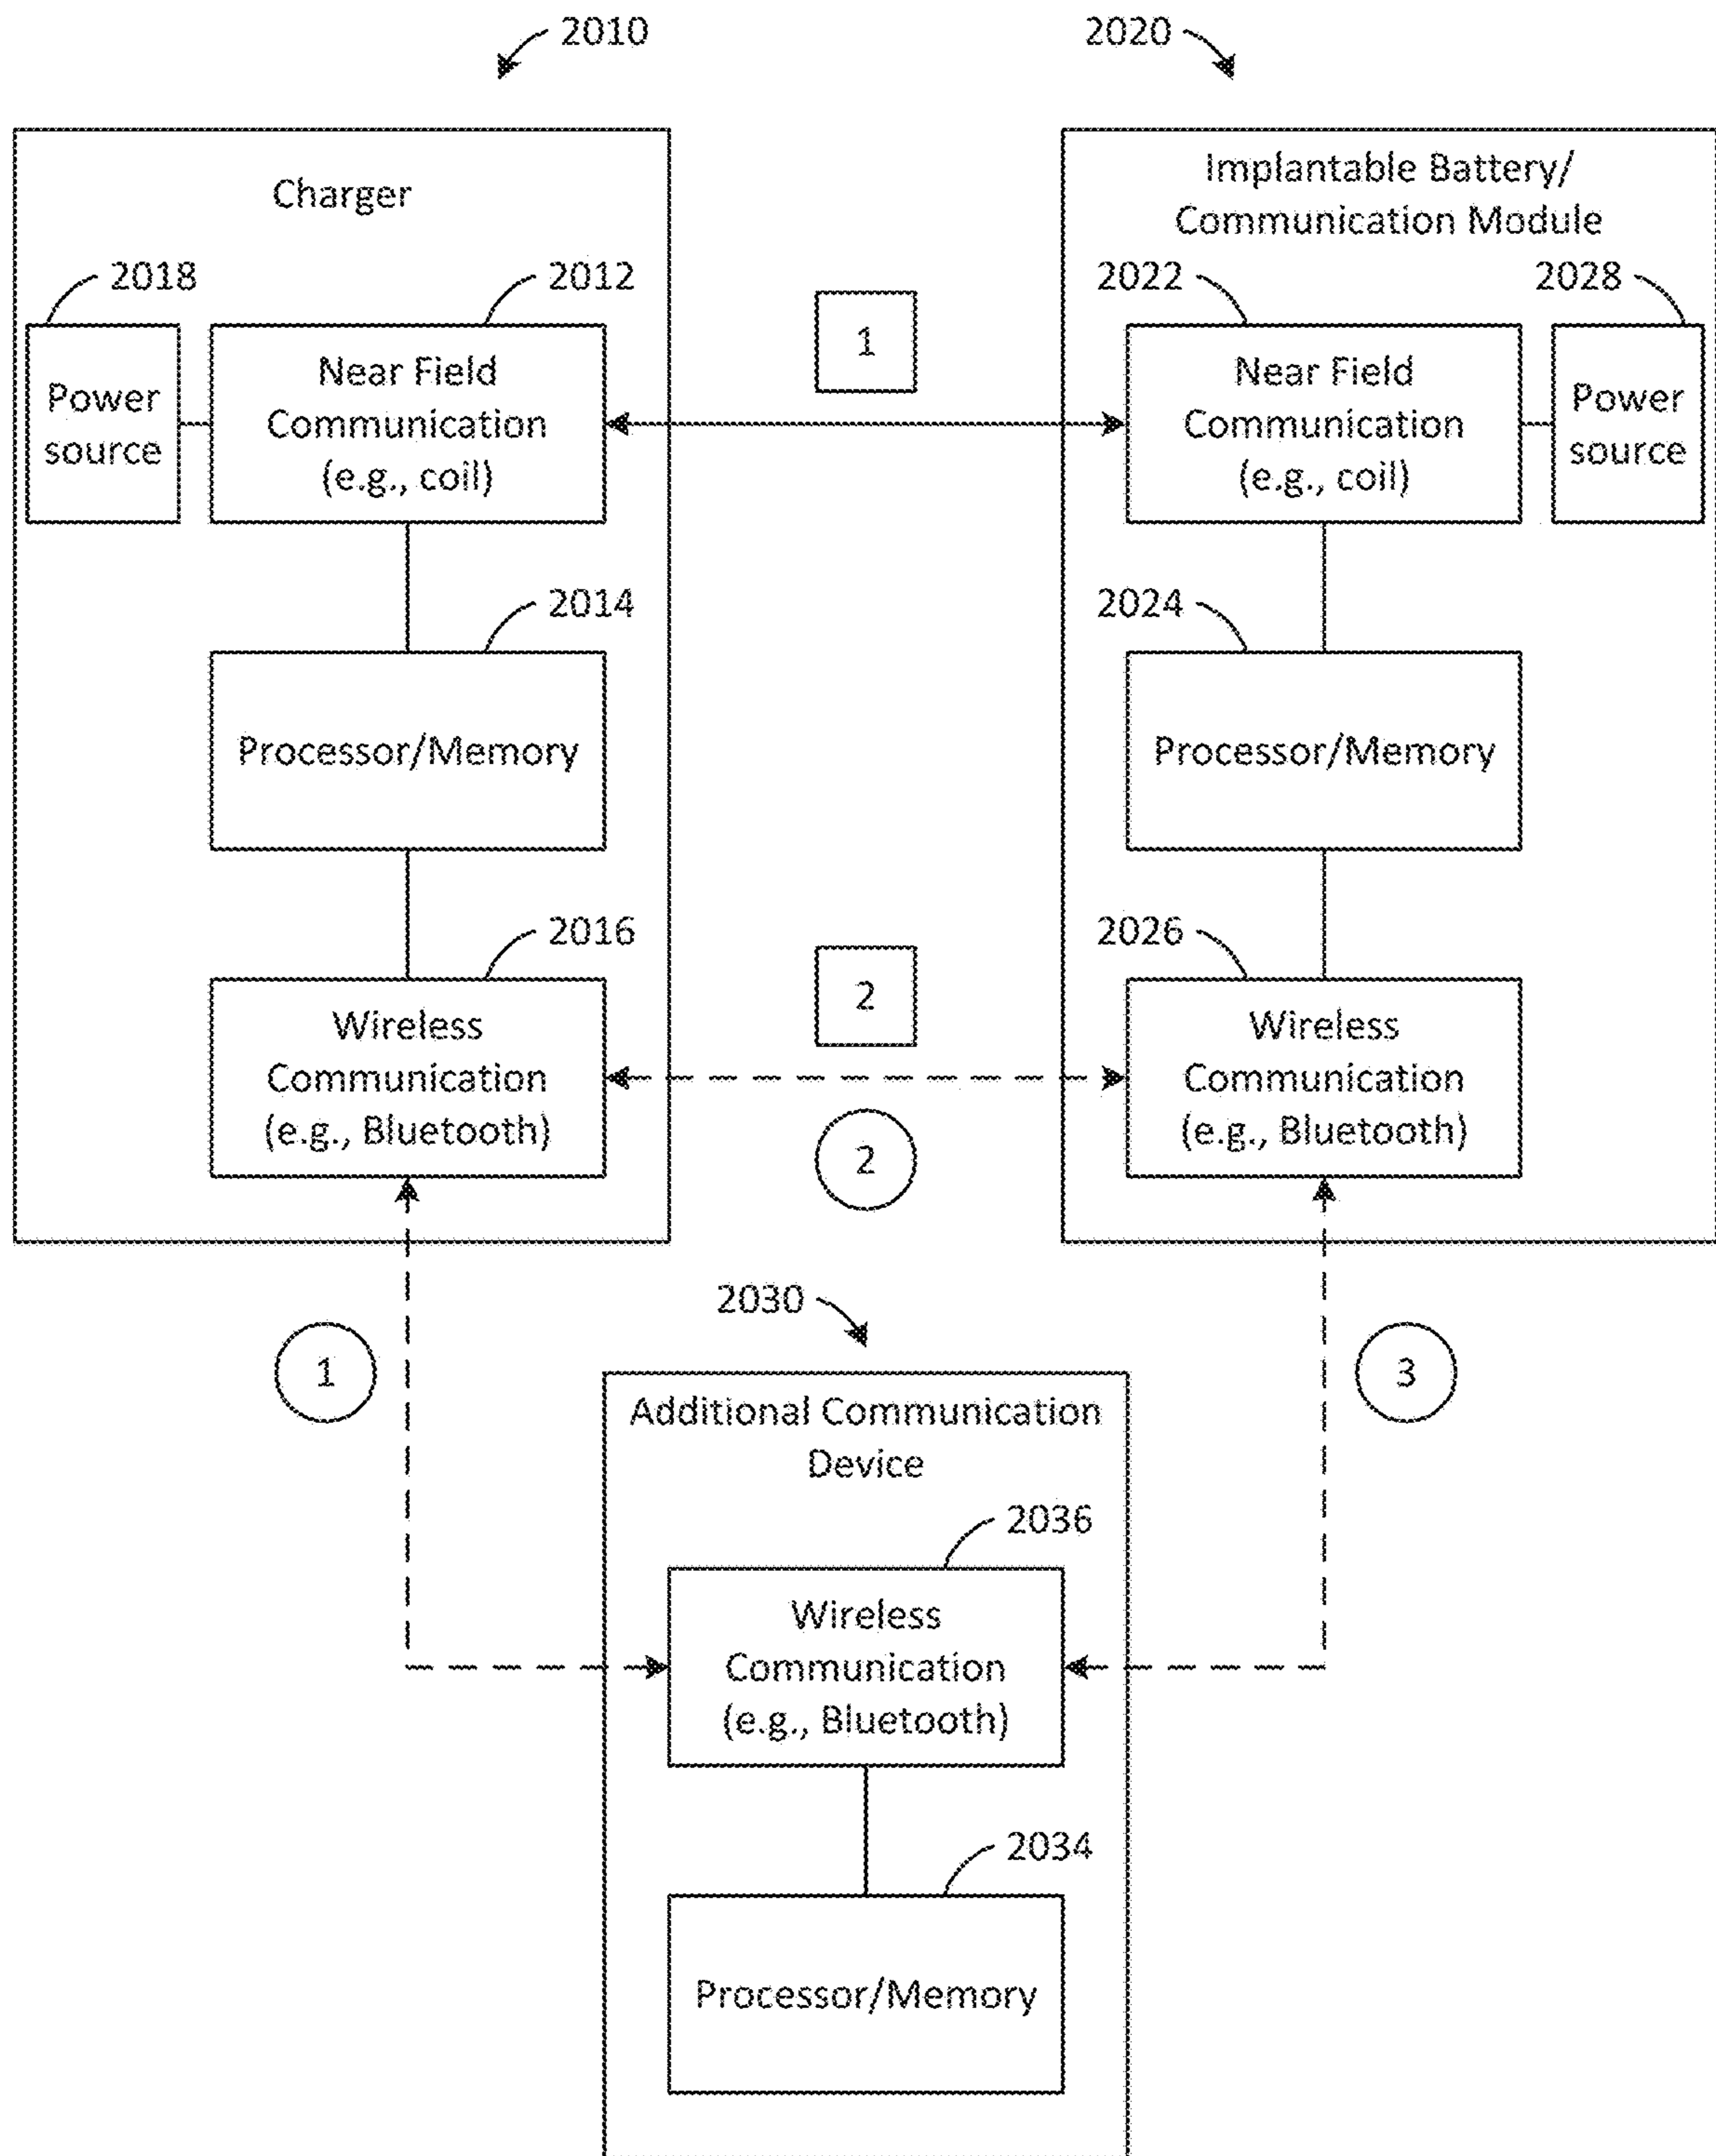 2010
2020
Charger
Implantable Battery/
Communication Module
2018
2012
2022
2028
Power
source
Near Field
Communication
(e.g., coil)
1
Near Field
Communication
(e.g., coil)
Power
source
2014
2024
Processor/Memory
Processor/Memory
2016
2026
Wireless
Communication
(e.g., Bluetooth)
2
2
Wireless
Communication
(e.g., Bluetooth)
2030
1
3
Additional Communication
Device
2036
Wireless
Communication
(e.g., Bluetooth)
2034
Processor/Memory